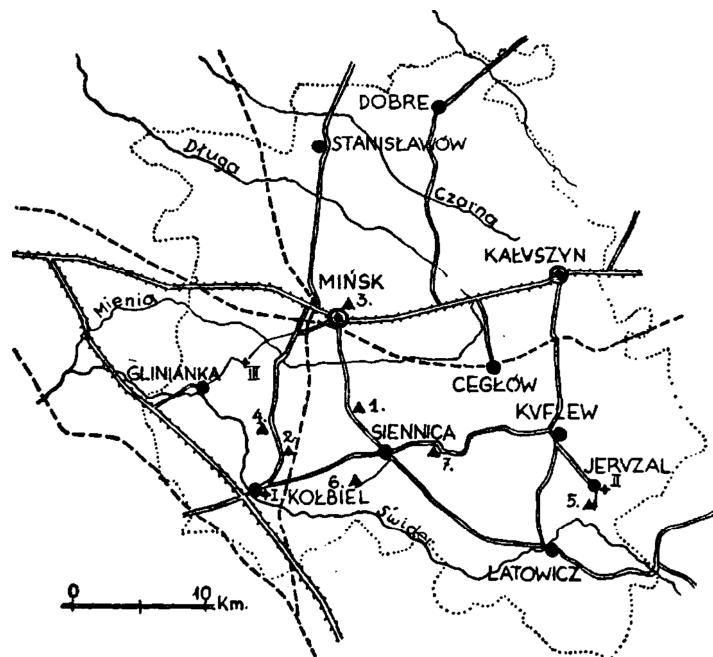 DOBRE
STANISŁAWÓW
Długa
Czarna
KAŁUSZYN
MIŃSK
3.
Mienia
GLINIANKA
III
CEGŁÓW
1.
KUFLEW
4.
2.
SIENNICA
7.
JERUZAL
II
6.
5.
I.
KOŁBIEL
Świder
ŁATOWICZ
0 10
Km.